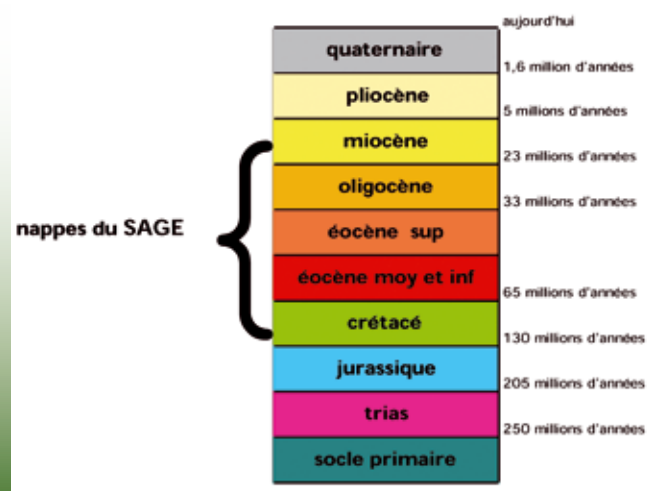 aujourd'hui
quaternaire
1,6 million d'années
pliocène
5 millions d'années
miocène
23 millions d'années
oligocène
33 millions d'années
nappes du SAGE
éocène sup
éocène moy et inf
65 millions d'années
crétacé
130 millions d'années
jurassique
205 millions d'années
trias
250 millions d'années
socle primaire